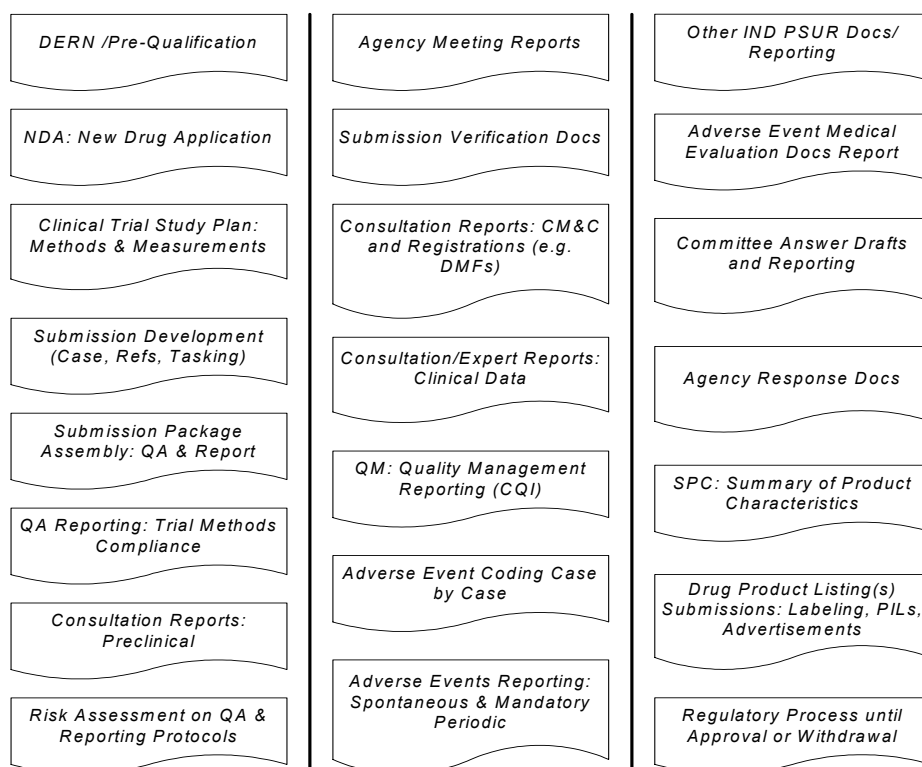 DERN /Pre-Qualification
NDA: New Drug Application
Clinical Trial Study Plan:
Methods & Measurements
Submission Development
(Case, Refs, Tasking)
Submission Package
Assembly: QA & Report
QA Reporting: Trial Methods
Compliance
Consultation Reports:
Preclinical
Risk Assessment on QA &
Reporting Protocols
Agency Meeting Reports
Submission Verification Docs
Consultation Reports: CM&C
and Registrations (e.g.
DMFs)
Consultation/Expert Reports:
Clinical Data
QM: Quality Management
Reporting (CQI)
Adverse Event Coding Case
by Case
Adverse Events Reporting:
Spontaneous & Mandatory
Periodic
Other IND PSUR Docs/
Reporting
Adverse Event Medical
Evaluation Docs Report
Committee Answer Drafts
and Reporting
Agency Response Docs
SPC: Summary of Product
Characteristics
Drug Product Listing(s)
Submissions: Labeling, PILs,
Advertisements
Regulatory Process until
Approval or Withdrawal